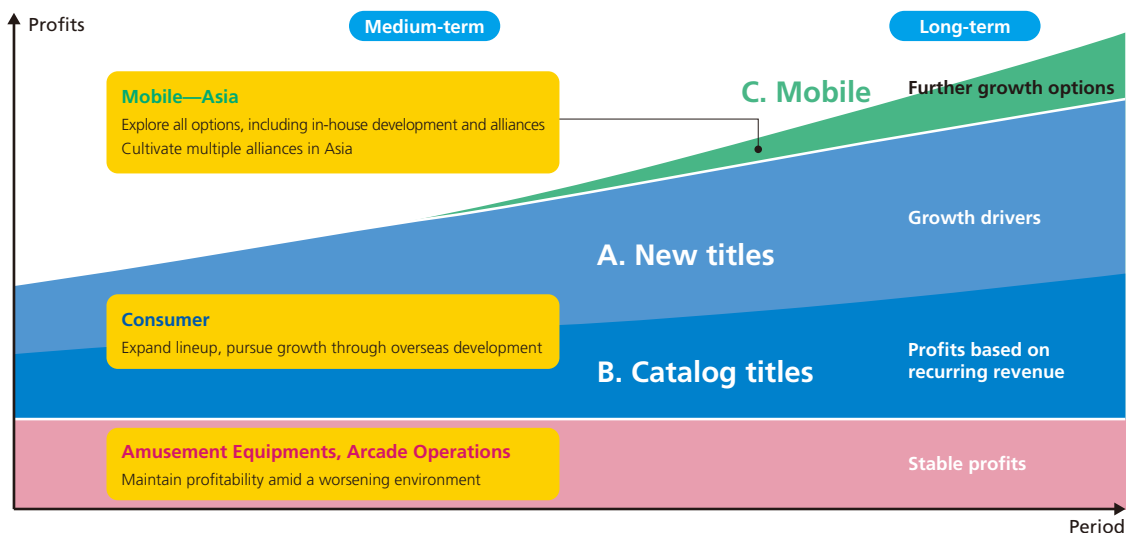 Profits
Medium-term
Long-term
Mobile—Asia
Explore all options, including in-house development and alliances
Cultivate multiple alliances in Asia
C. Mobile
Further growth options
A. New titles
Growth drivers
Consumer
Expand lineup, pursue growth through overseas development
B. Catalog titles
Profits based on
recurring revenue
Amusement Equipments, Arcade Operations
Maintain profitability amid a worsening environment
Stable profits
Period